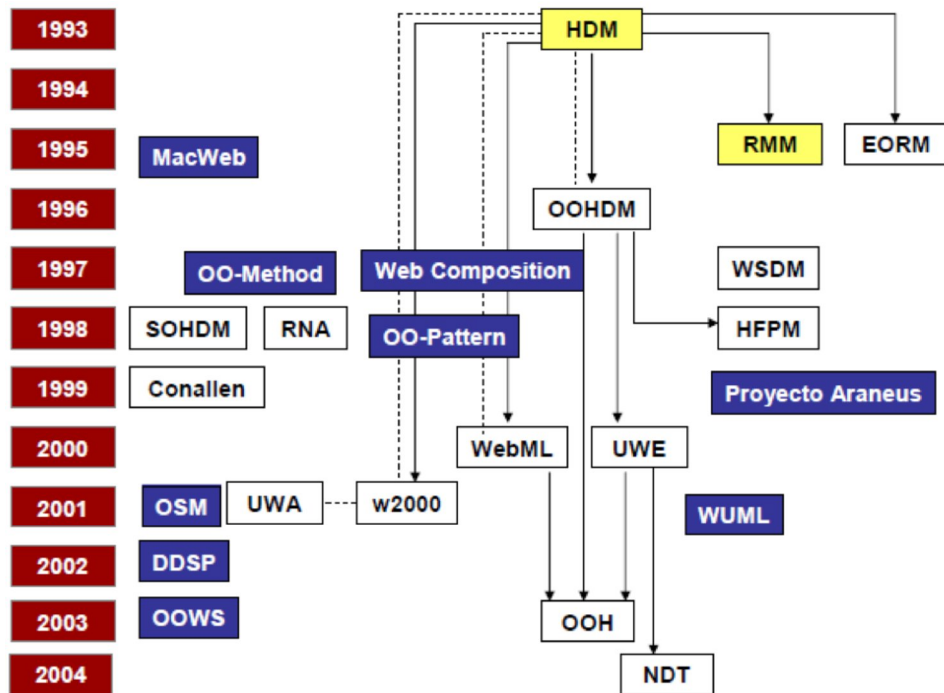 1993
HDM
1994
1995
MacWeb
RMM
EORM
1996
OOHDM
1997
OO-Method
Web Composition
WSDM
1998
SOHDM
RNA
OO-Pattern
HFPM
1999
Conallen
Proyecto Araneus
2000
WebML
UWE
2001
OSM
UWA
w2000
WUML
2002
DDSP
2003
OOWS
OOH
2004
NDT